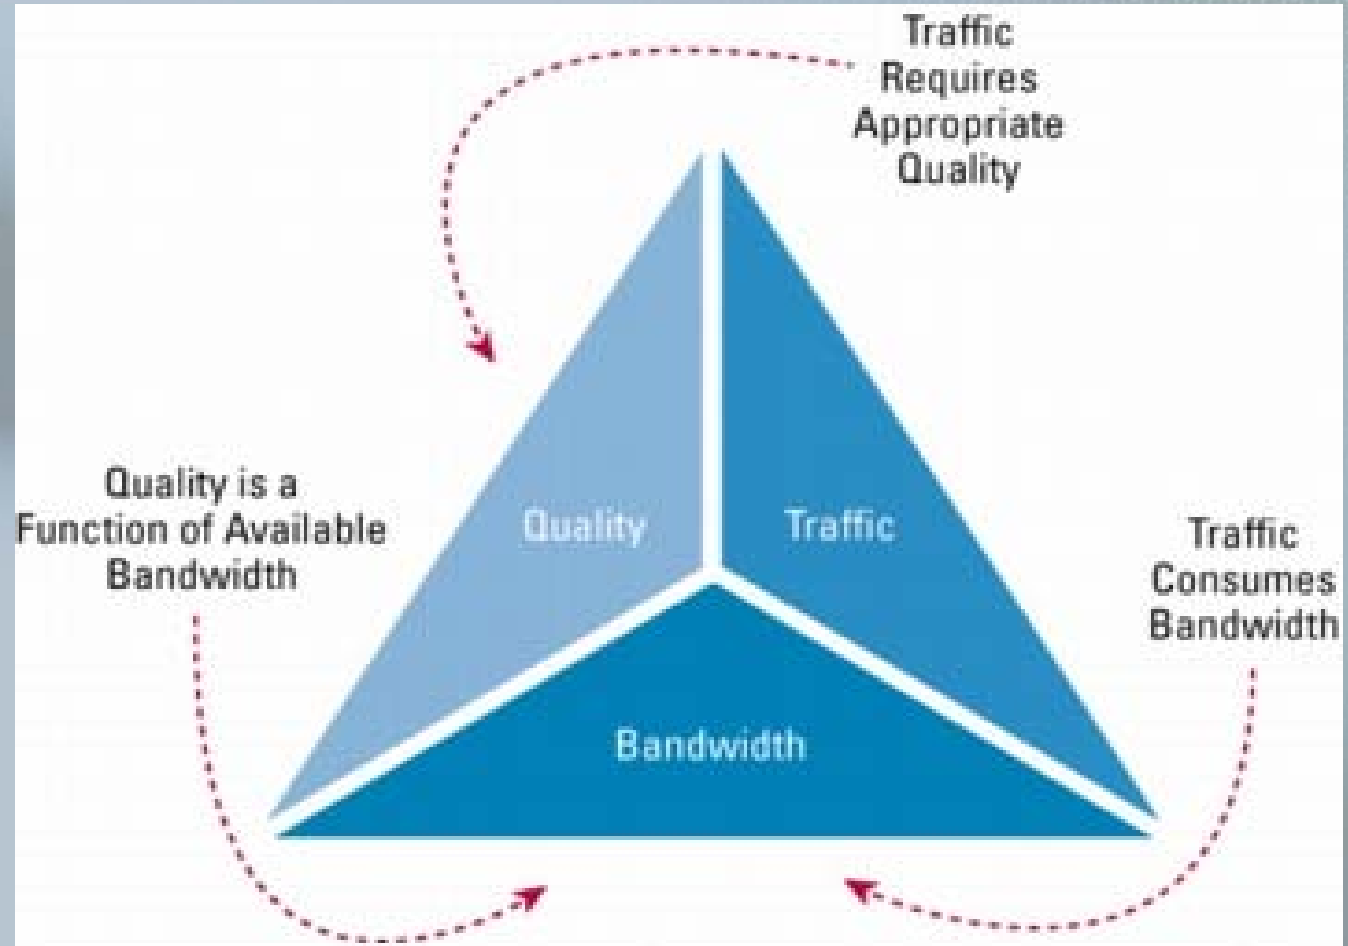 Traffic
Requires
Appropriate
Quality
Quality is a
Function of Available
Bandwidth
Quality
Traffic
Traffic
Consumes
Bandwidth
Bandwidth